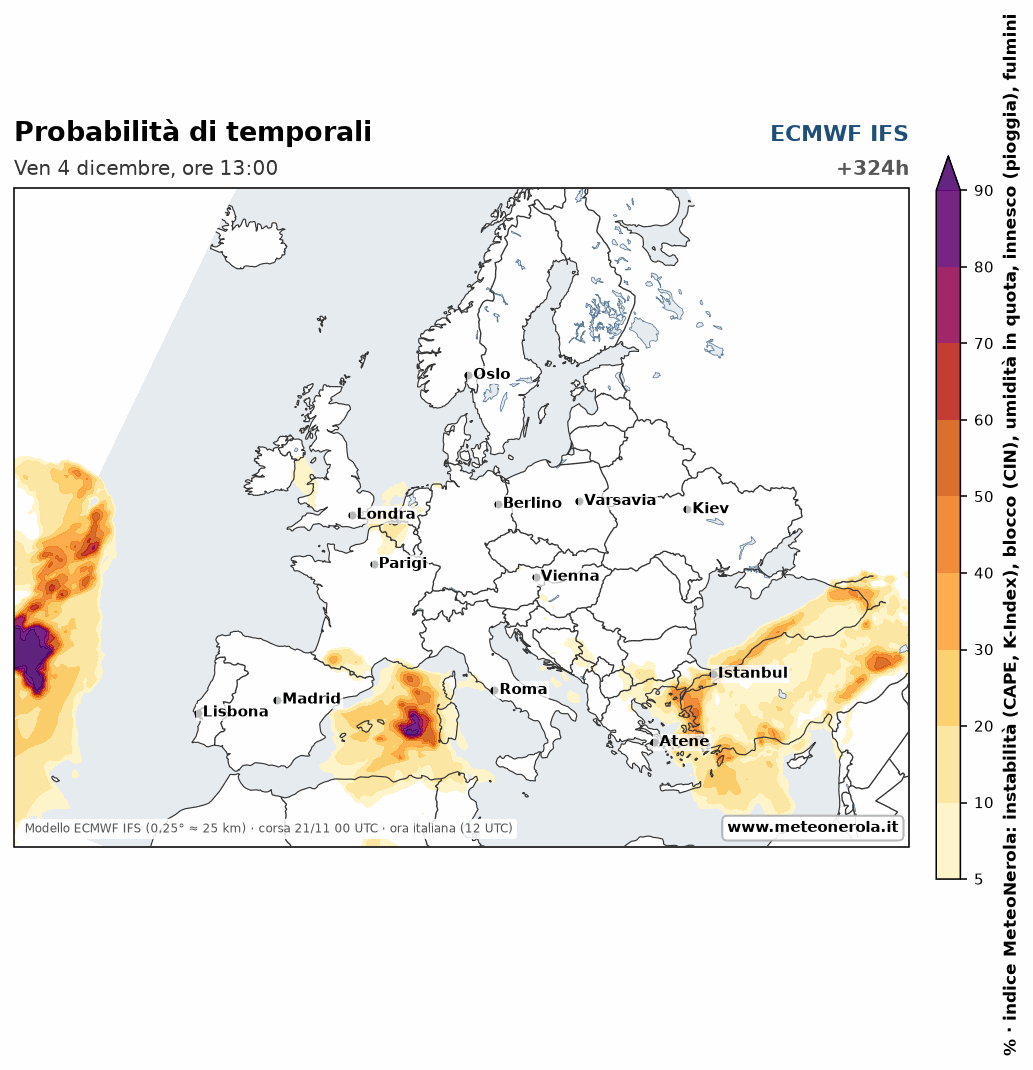 Probabilità di temporali
ECMWF IFS
Ven 4 dicembre, ore 13:00
+324h
Oslo
Berlino
Varsavia
Kiev
Londra
Parigi
Vienna
Istanbul
Roma
Madrid
Lisbona
Atene
Modello ECMWF IFS (0,25° ≈ 25 km) · corsa 21/11 00 UTC · ora italiana (12 UTC)
www.meteonerola.it
90
80
70
60
50
40
30
20
10
5
% · indice MeteoNerola: instabilità (CAPE, K-Index), blocco (CIN), umidità in quota, innesco (pioggia), fulmini